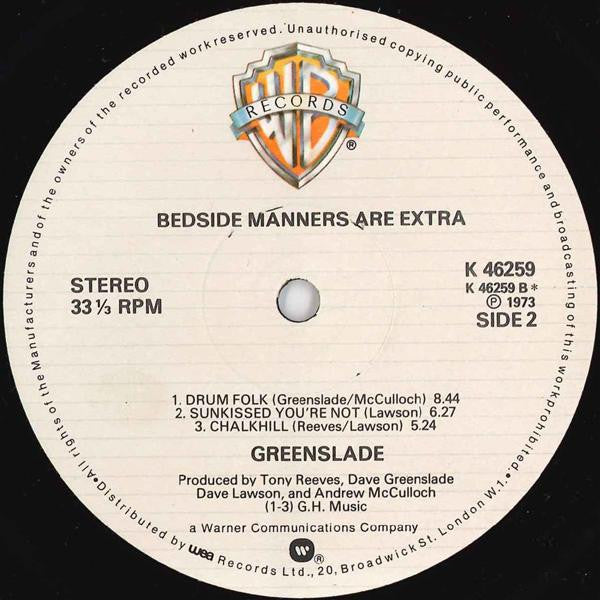 All rights of the Manufacturers and of the owners of the recorded work reserved. Unauthorised copying public performance and broadcasting of this work prohibited.
WB
RECORDS
®
BEDSIDE MANNERS ARE EXTRA
STEREO
33⅓ RPM
K 46259
K 46259 B*
℗ 1973
SIDE 2
1. DRUM FOLK (Greenslade/McCulloch) 8.44
2. SUNKISSED YOU'RE NOT (Lawson) 6.27
3. CHALKHILL (Reeves/Lawson) 5.24
GREENSLADE
Produced by Tony Reeves, Dave Greenslade
Dave Lawson, and Andrew McCulloch
(1-3) G.H. Music
a Warner Communications Company
W ®
•Distributed by wea Records Ltd., 20, Broadwick St. London W.1.•